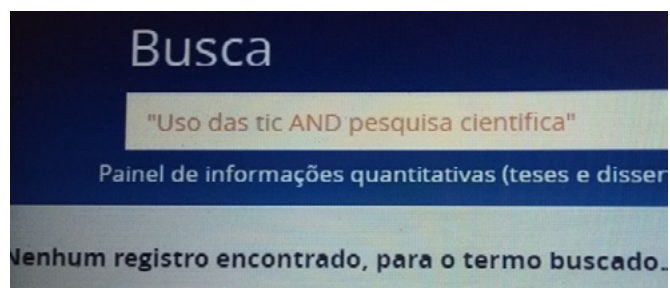 Busca
"Uso das tic AND pesquisa cientifica"
Painel de informações quantitativas (teses e disser
Nenhum registro encontrado, para o termo buscado..